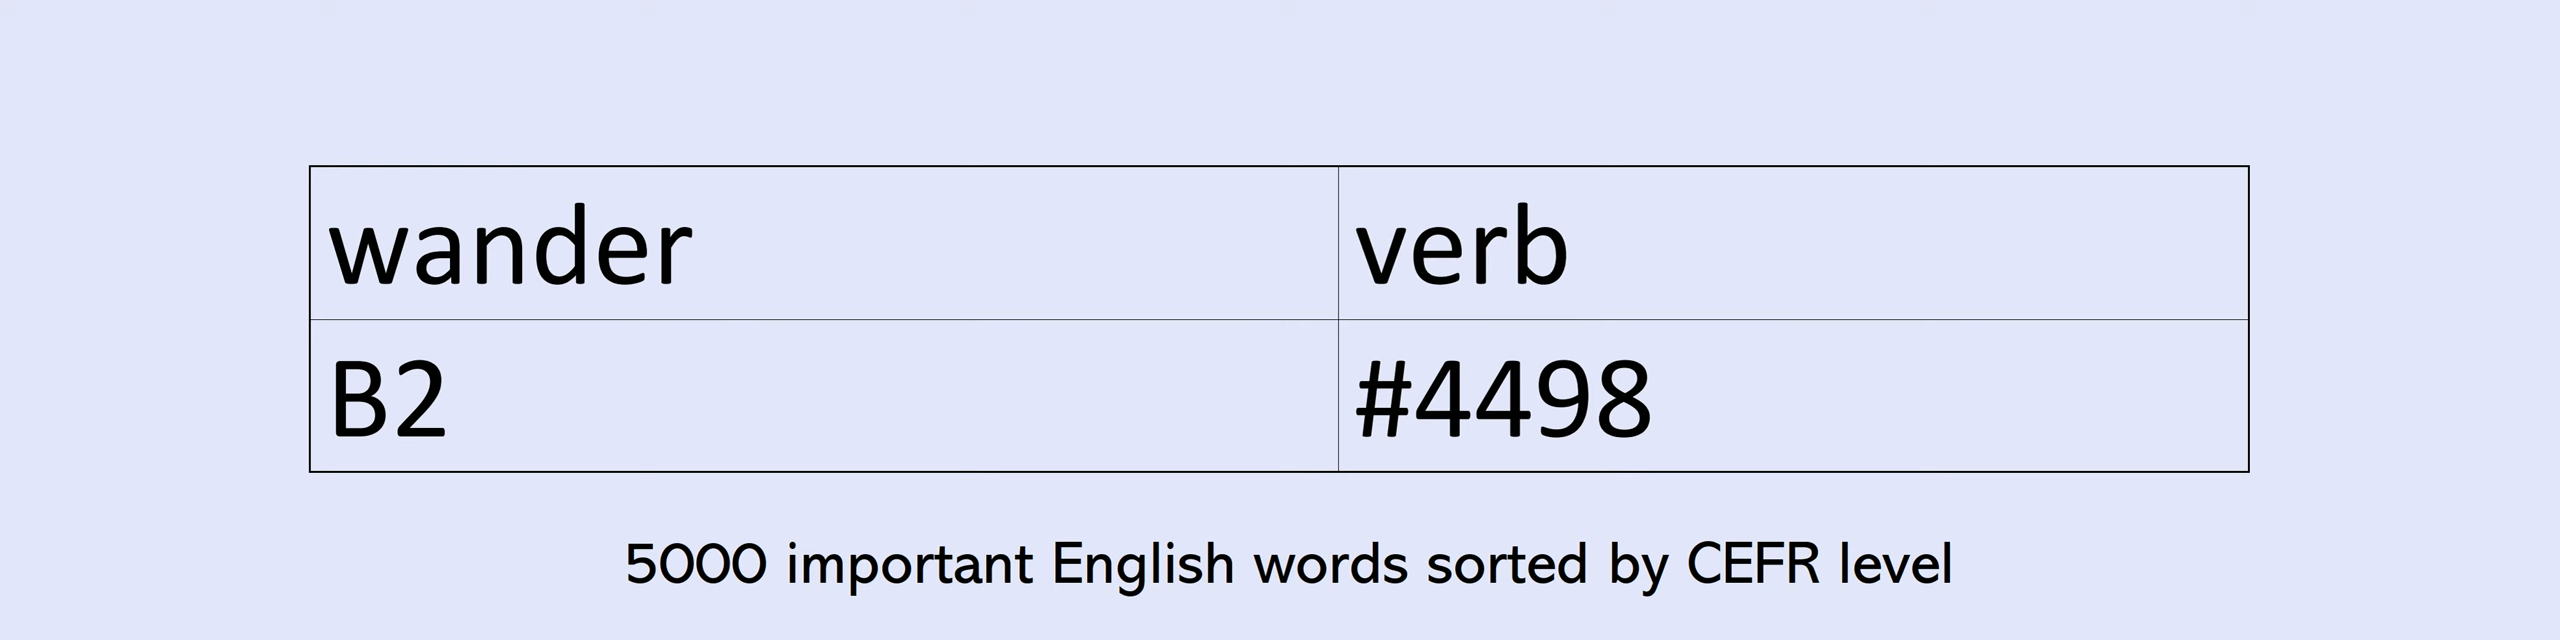 wander verb
B2 #4498
5000 important English words sorted by CEFR level